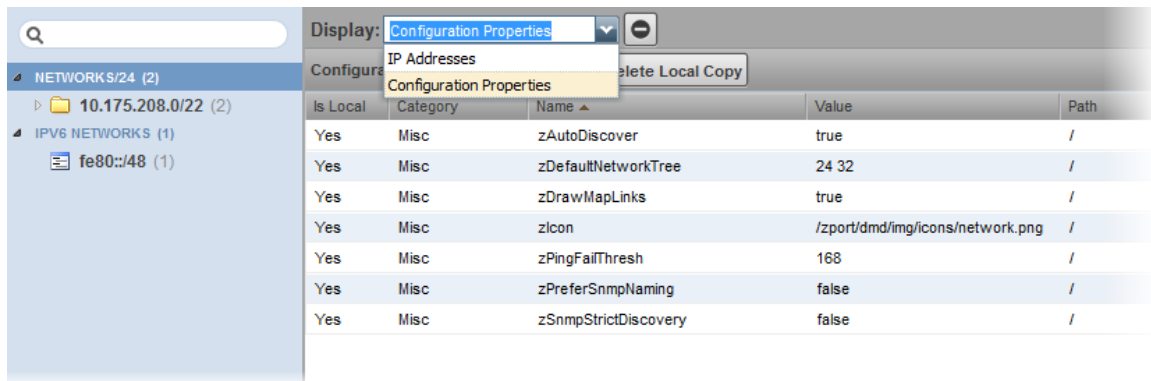 Display: Configuration Properties
IP Addresses
Configuration Properties
Configura elete Local Copy
NETWORKS/24 (2)
10.175.208.0/22 (2)
IPV6 NETWORKS (1)
fe80::/48 (1)
Is Local Category Name Value Path
Yes Misc zAutoDiscover true /
Yes Misc zDefaultNetworkTree 24 32 /
Yes Misc zDrawMapLinks true /
Yes Misc zIcon /zport/dmd/img/icons/network.png /
Yes Misc zPingFailThresh 168 /
Yes Misc zPreferSnmpNaming false /
Yes Misc zSnmpStrictDiscovery false /